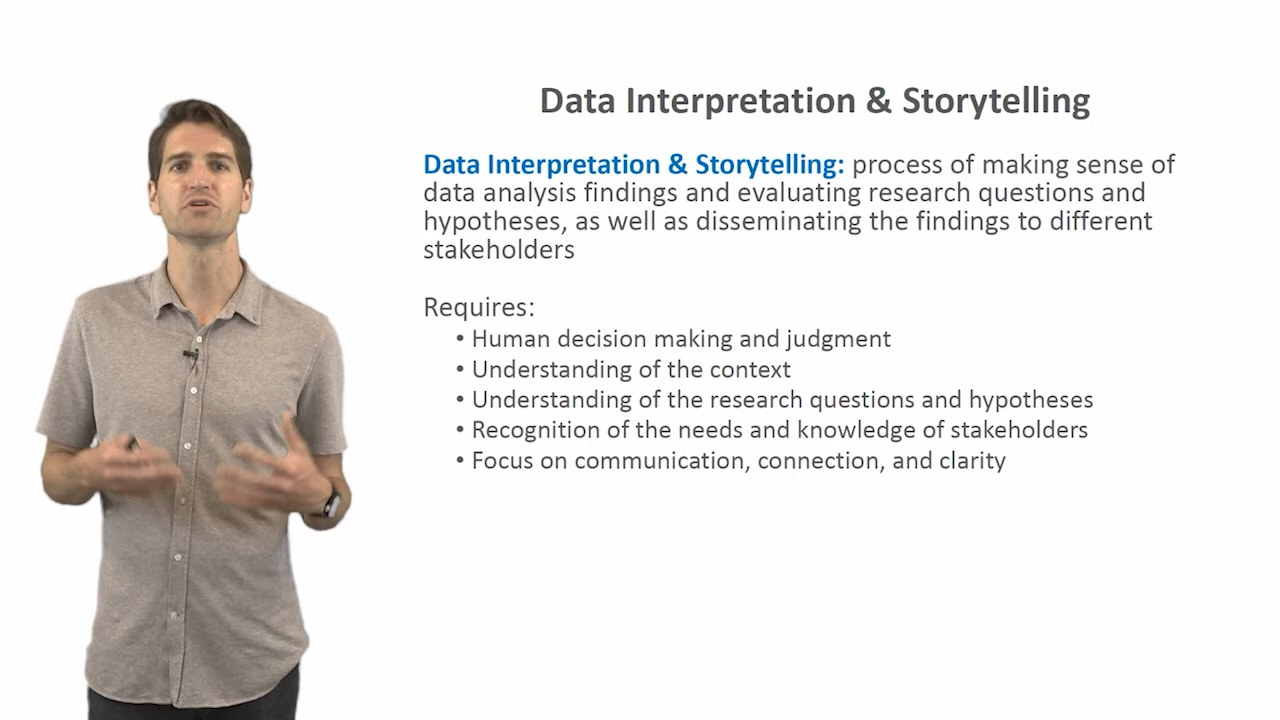 Data Interpretation & Storytelling
Data Interpretation & Storytelling: process of making sense of
data analysis findings and evaluating research questions and
hypotheses, as well as disseminating the findings to different
stakeholders
Requires:
• Human decision making and judgment
• Understanding of the context
• Understanding of the research questions and hypotheses
• Recognition of the needs and knowledge of stakeholders
• Focus on communication, connection, and clarity